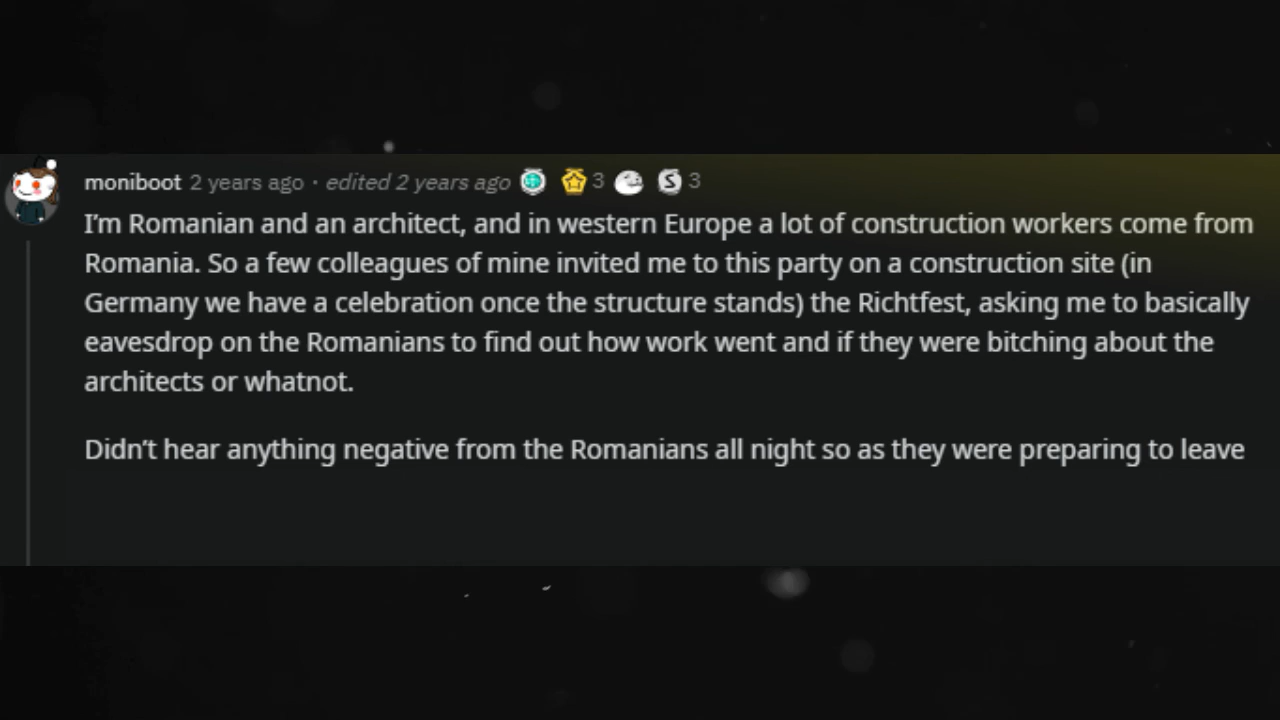 moniboot 2 years ago · edited 2 years ago 3 3
I’m Romanian and an architect, and in western Europe a lot of construction workers come from
Romania. So a few colleagues of mine invited me to this party on a construction site (in
Germany we have a celebration once the structure stands) the Richtfest, asking me to basically
eavesdrop on the Romanians to find out how work went and if they were bitching about the
architects or whatnot.
Didn’t hear anything negative from the Romanians all night so as they were preparing to leave